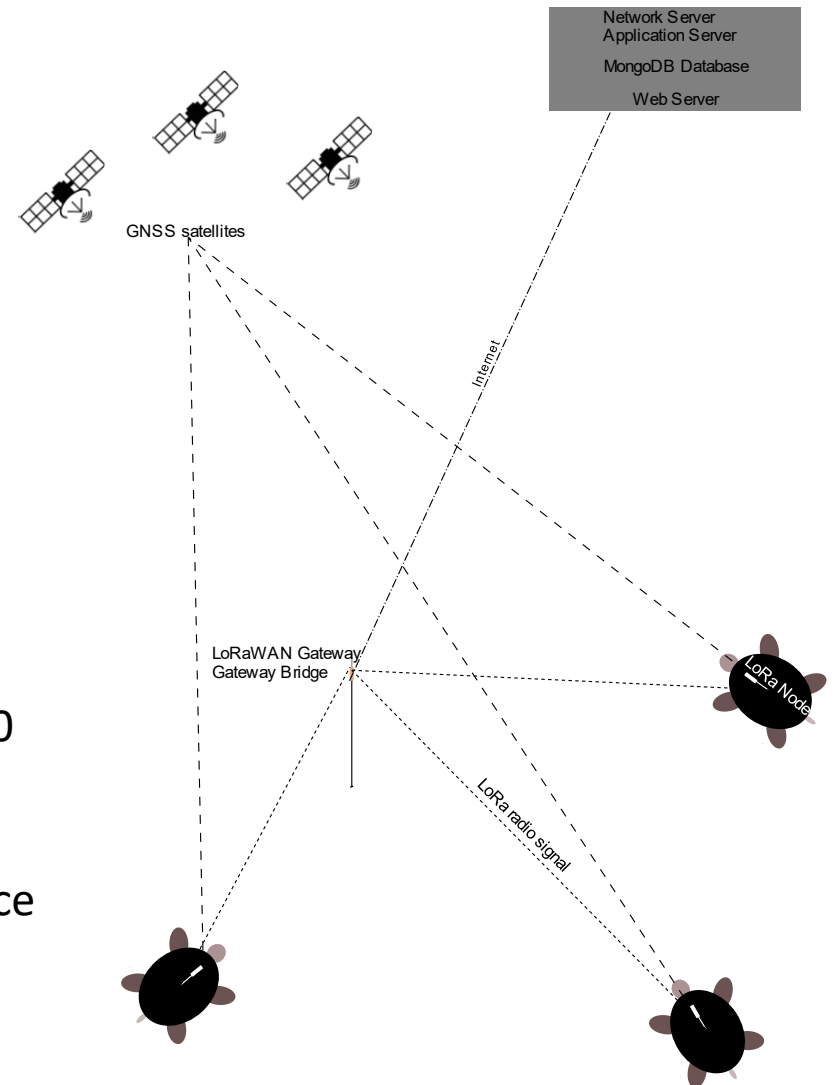 Network Server
Application Server
MongoDB Database
Web Server
GNSS satellites
Internet
LoRaWAN Gateway
Gateway Bridge
LoRa Node
0
LoRa radio signal
ce